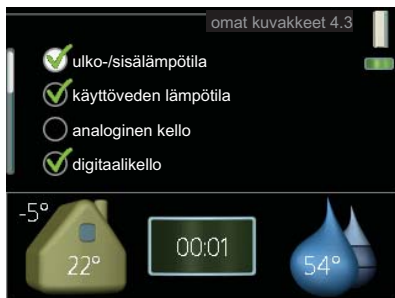 omat kuvakkeet 4.3
ulko-/sisälämpötila
käyttöveden lämpötila
analoginen kello
digitaalikello
-5°
22°
00:01
54°